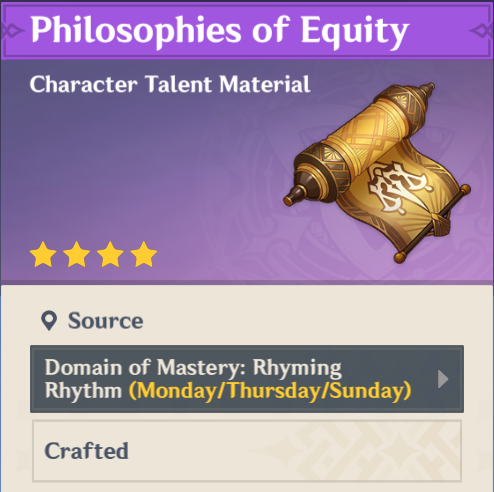 Philosophies of Equity
Character Talent Material
Source
Domain of Mastery: Rhyming
Rhythm (Monday/Thursday/Sunday)
Crafted